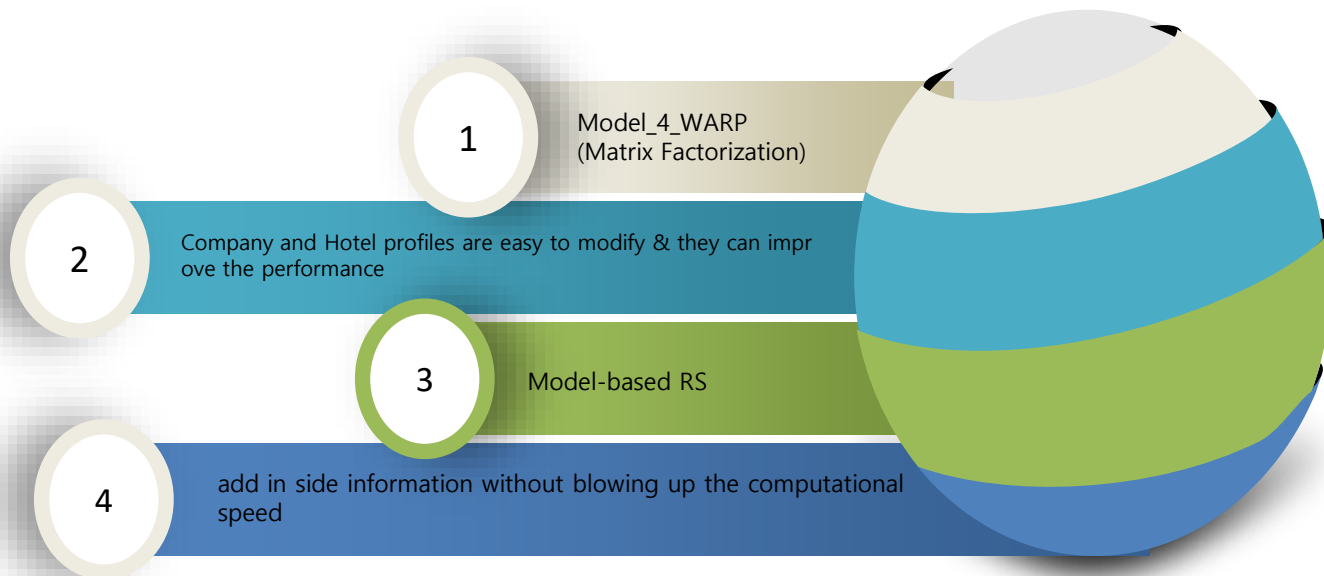 1
Model_4_WARP
(Matrix Factorization)
2
Company and Hotel profiles are easy to modify & they can impr
ove the performance
3
Model-based RS
4
add in side information without blowing up the computational
speed